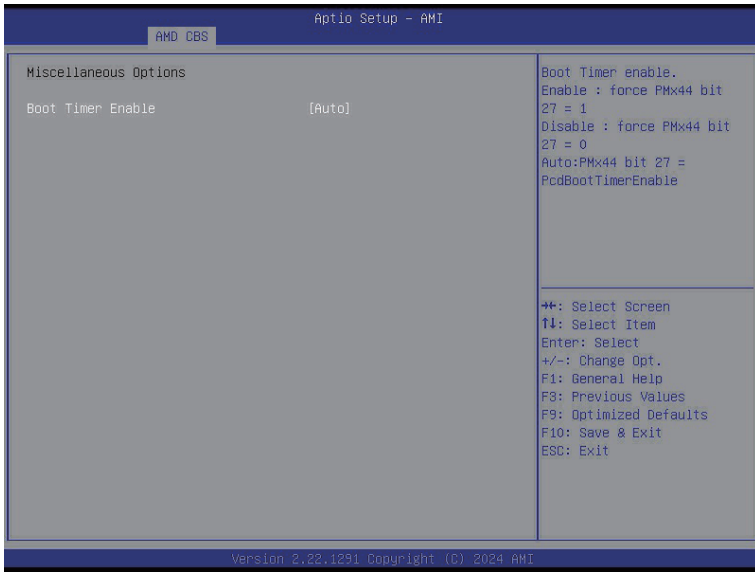 Aptio Setup - AMI
AMD CBS
Miscellaneous Options
Boot Timer Enable [Auto]
Boot Timer enable.
Enable : force PMx44 bit
27 = 1
Disable : force PMx44 bit
27 = 0
Auto:PMx44 bit 27 =
PcdBootTimerEnable
→←: Select Screen
↑↓: Select Item
Enter: Select
+/-: Change Opt.
F1: General Help
F3: Previous Values
F9: Optimized Defaults
F10: Save & Exit
ESC: Exit
Version 2.22.1291 Copyright (C) 2024 AMI